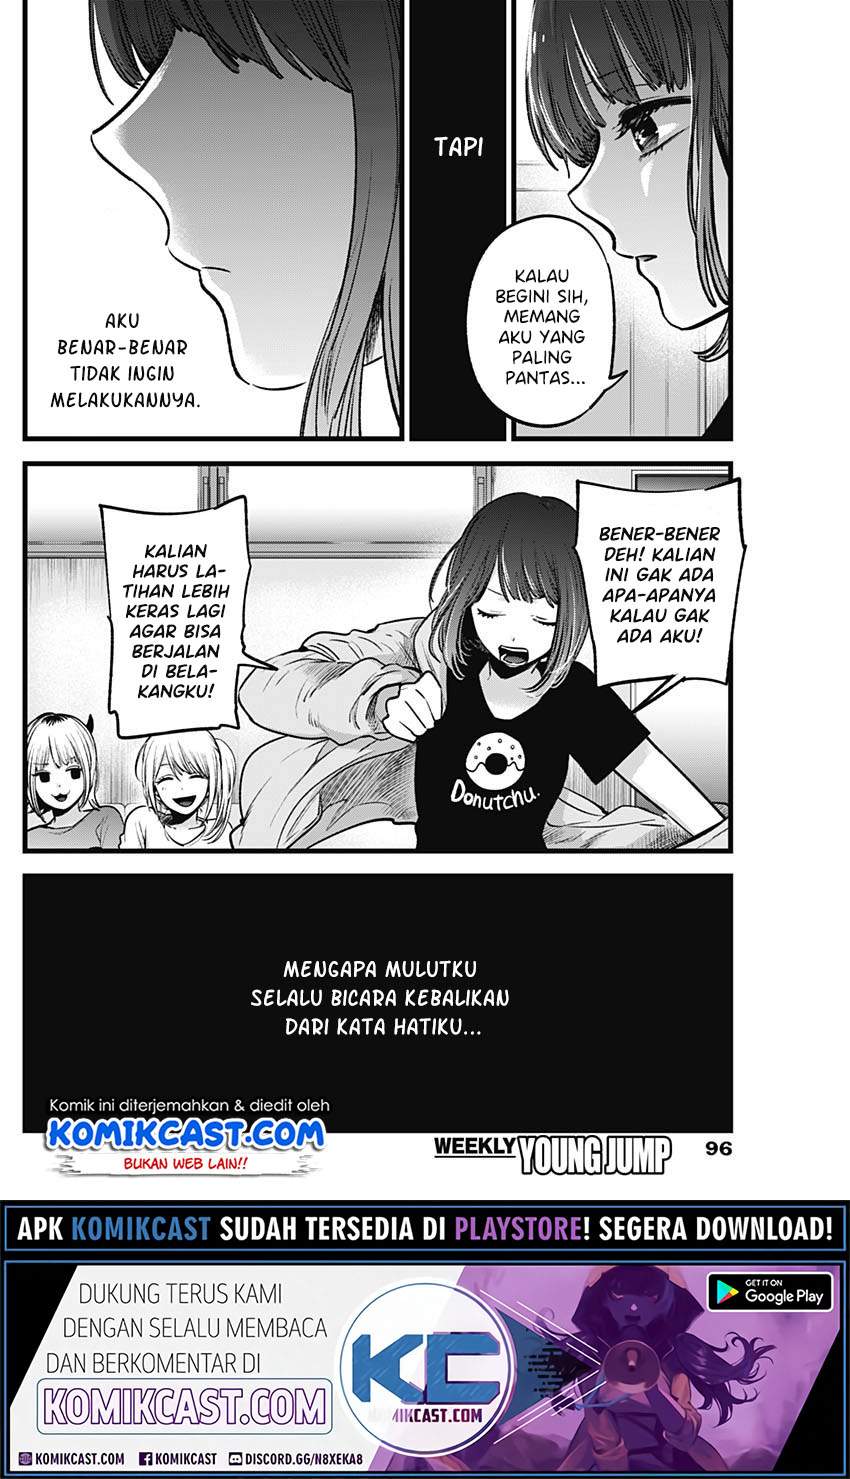 KALAU
BEGINI SIH,
MEMANG
AKU YANG
PALING
PANTAS...
TAPI
AKU
BENAR-BENAR
TIDAK INGIN
MELAKUKANNYA.
BENER-BENER
DEH! KALIAN
INI GAK ADA
APA-APANYA
KALAU GAK
ADA AKU!
KALIAN
HARUS LA-
TIHAN LEBIH
KERAS LAGI
AGAR BISA
BERJALAN
DI BELA-
KANGKU!
Donutchu.
MENGAPA MULUTKU
SELALU BICARA KEBALIKAN
DARI KATA HATIKU...
Komik ini diterjemahkan & diedit oleh
KOMIKCAST.COM
BUKAN WEB LAIN!!
WEEKLY YOUNG JUMP 96
APK KOMIKCAST SUDAH TERSEDIA DI PLAYSTORE! SEGERA DOWNLOAD!
DUKUNG TERUS KAMI
DENGAN SELALU MEMBACA
DAN BERKOMENTAR DI
KOMIKCAST.COM
KOMIKCAST.COM KOMIKCAST DISCORD.GG/N8XEKA8
KC
KOMIKCAST.COM
GET IT ON
Google Play